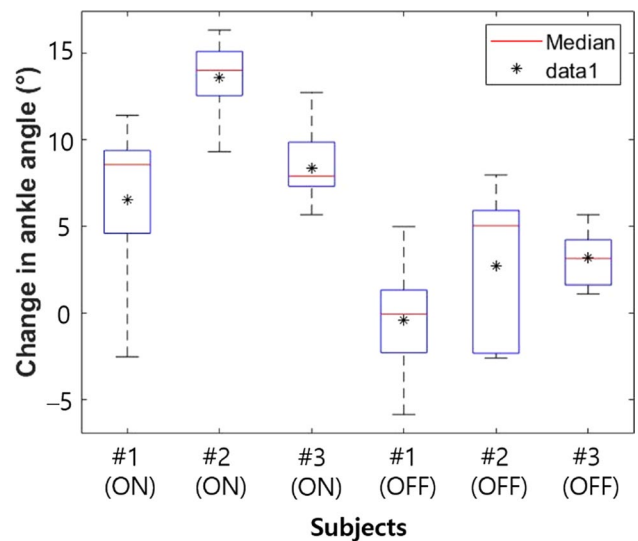 Change in ankle angle (°)
15
10
5
0
−5
Median
data1
#1 #2 #3 #1 #2 #3
(ON) (ON) (ON) (OFF) (OFF) (OFF)
Subjects